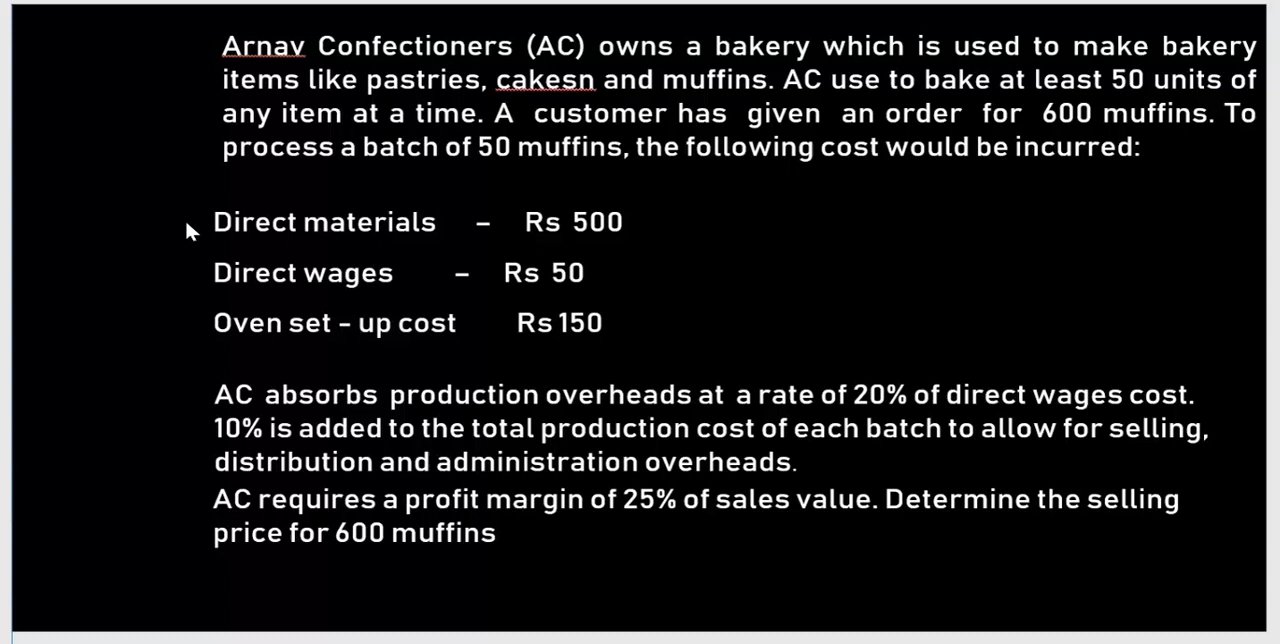 Arnav Confectioners (AC) owns a bakery which is used to make bakery
items like pastries, cakesn and muffins. AC use to bake at least 50 units of
any item at a time. A customer has given an order for 600 muffins. To
process a batch of 50 muffins, the following cost would be incurred:
Direct materials – Rs 500
Direct wages – Rs 50
Oven set - up cost Rs 150
AC absorbs production overheads at a rate of 20% of direct wages cost.
10% is added to the total production cost of each batch to allow for selling,
distribution and administration overheads.
AC requires a profit margin of 25% of sales value. Determine the selling
price for 600 muffins